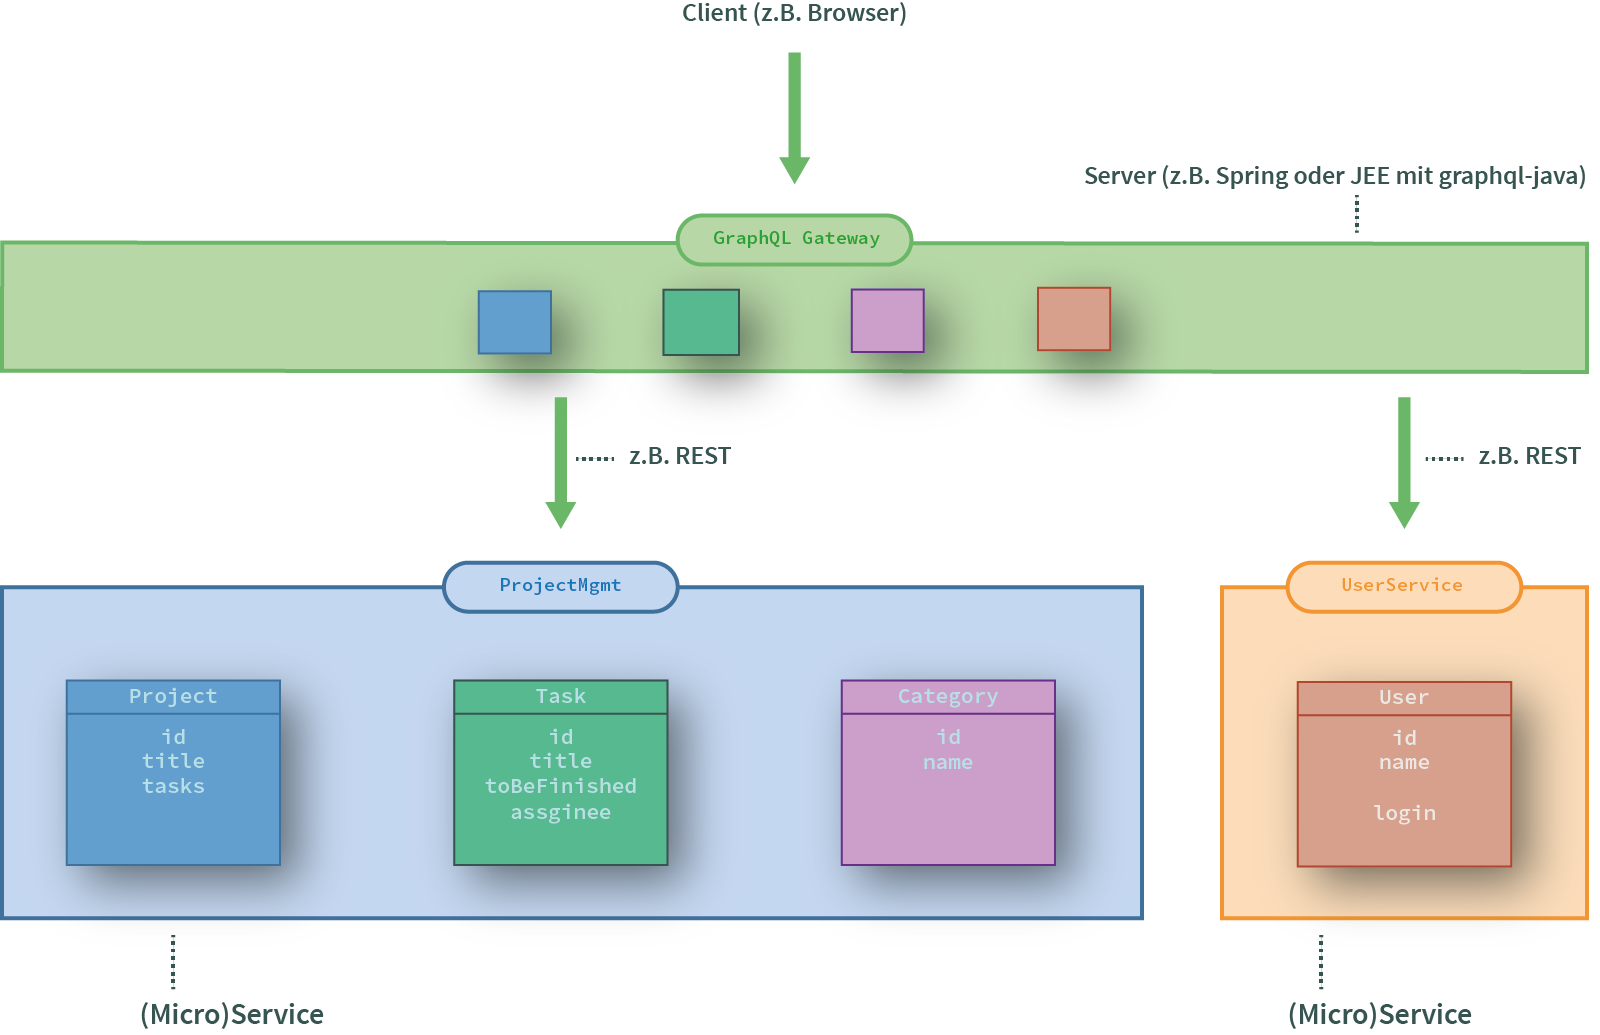 Client (z.B. Browser)
Server (z.B. Spring oder JEE mit graphql-java)
GraphQL Gateway
z.B. REST
z.B. REST
ProjectMgmt
UserService
Project
id
title
tasks
Task
id
title
toBeFinished
assginee
Category
id
name
User
id
name
login
(Micro)Service
(Micro)Service